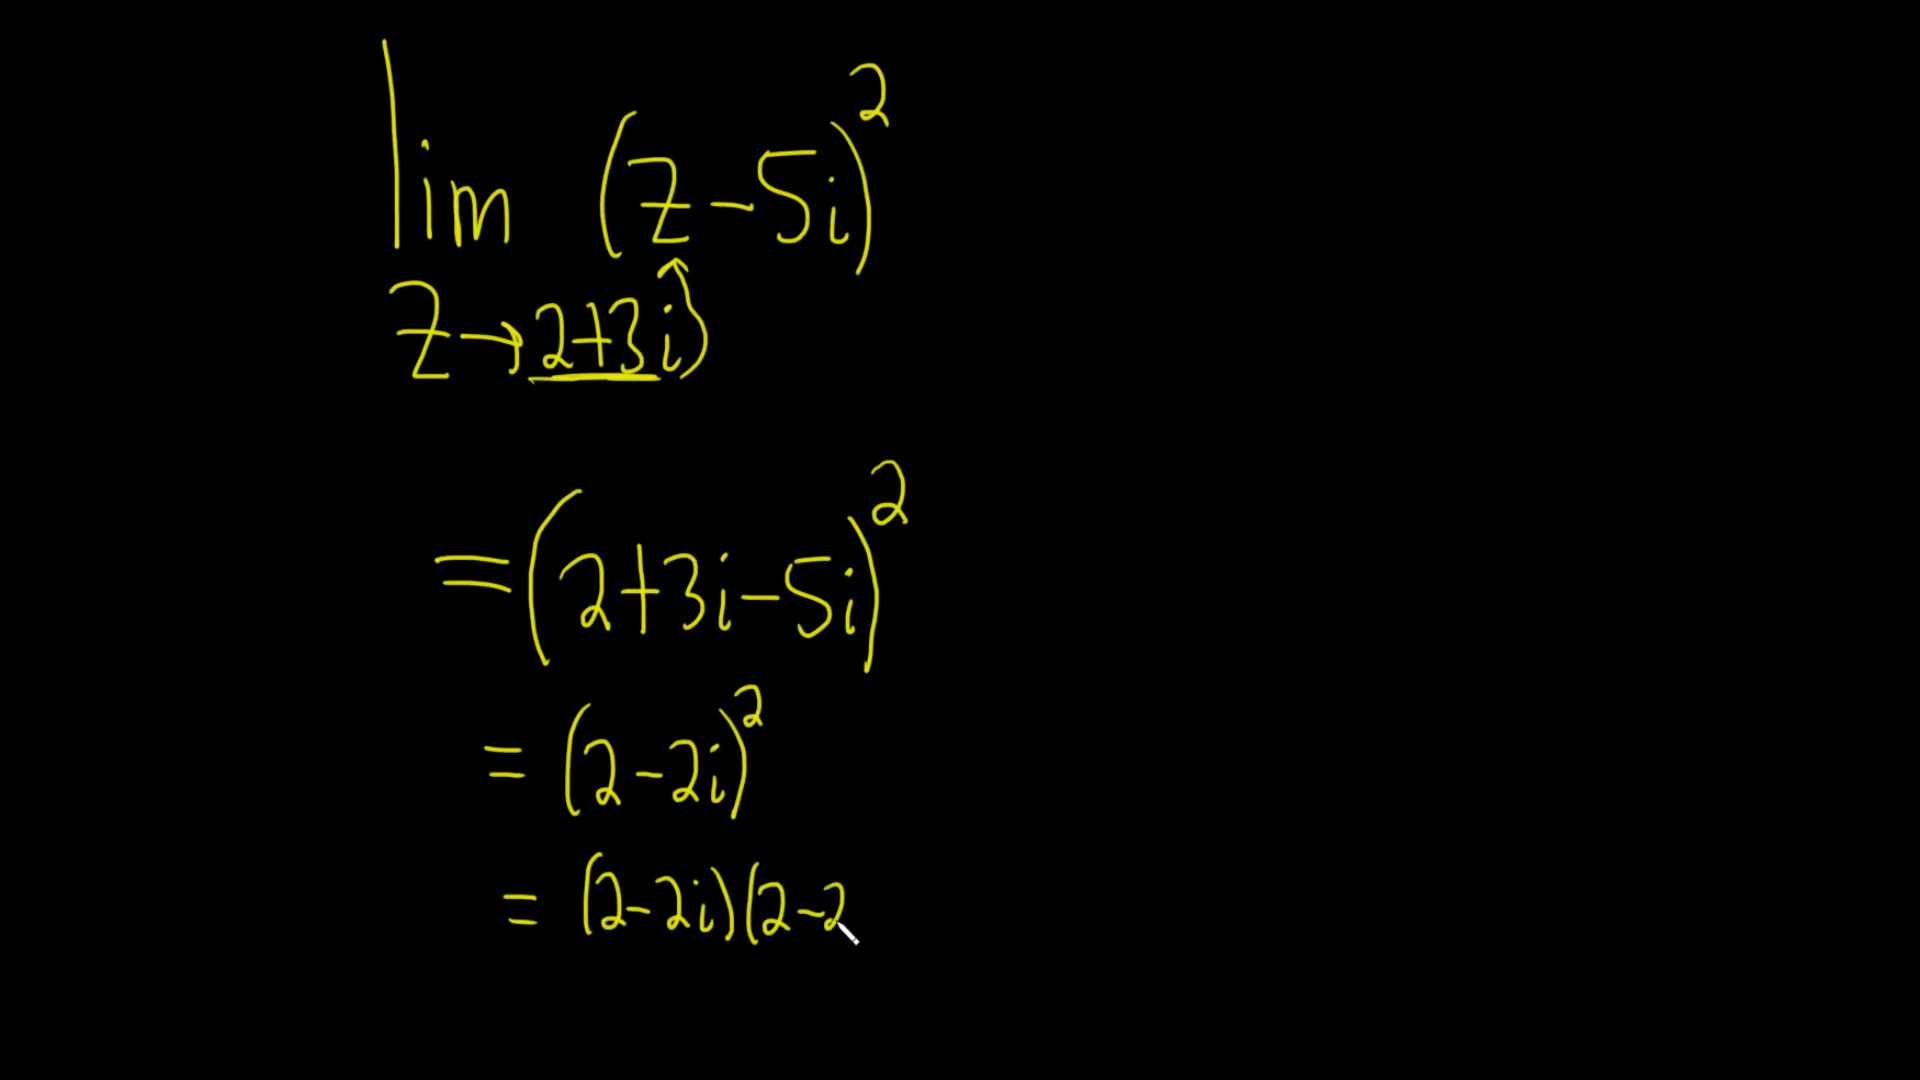 lim (z-5i)²
z→2+3i
=(2+3i-5i)²
= (2-2i)²
= (2-2i)(2-2